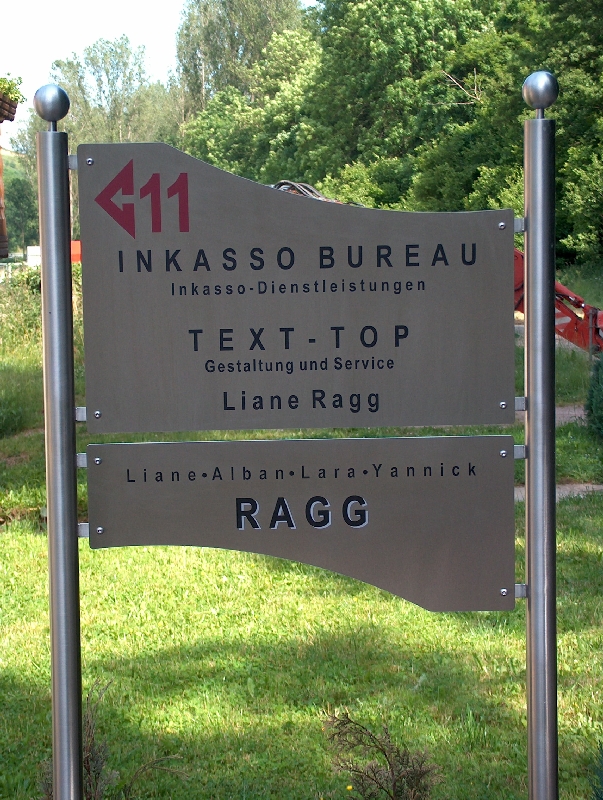 11
INKASSO BUREAU
Inkasso-Dienstleistungen
TEXT-TOP
Gestaltung und Service
Liane Ragg
Liane•Alban•Lara•Yannick
RAGG